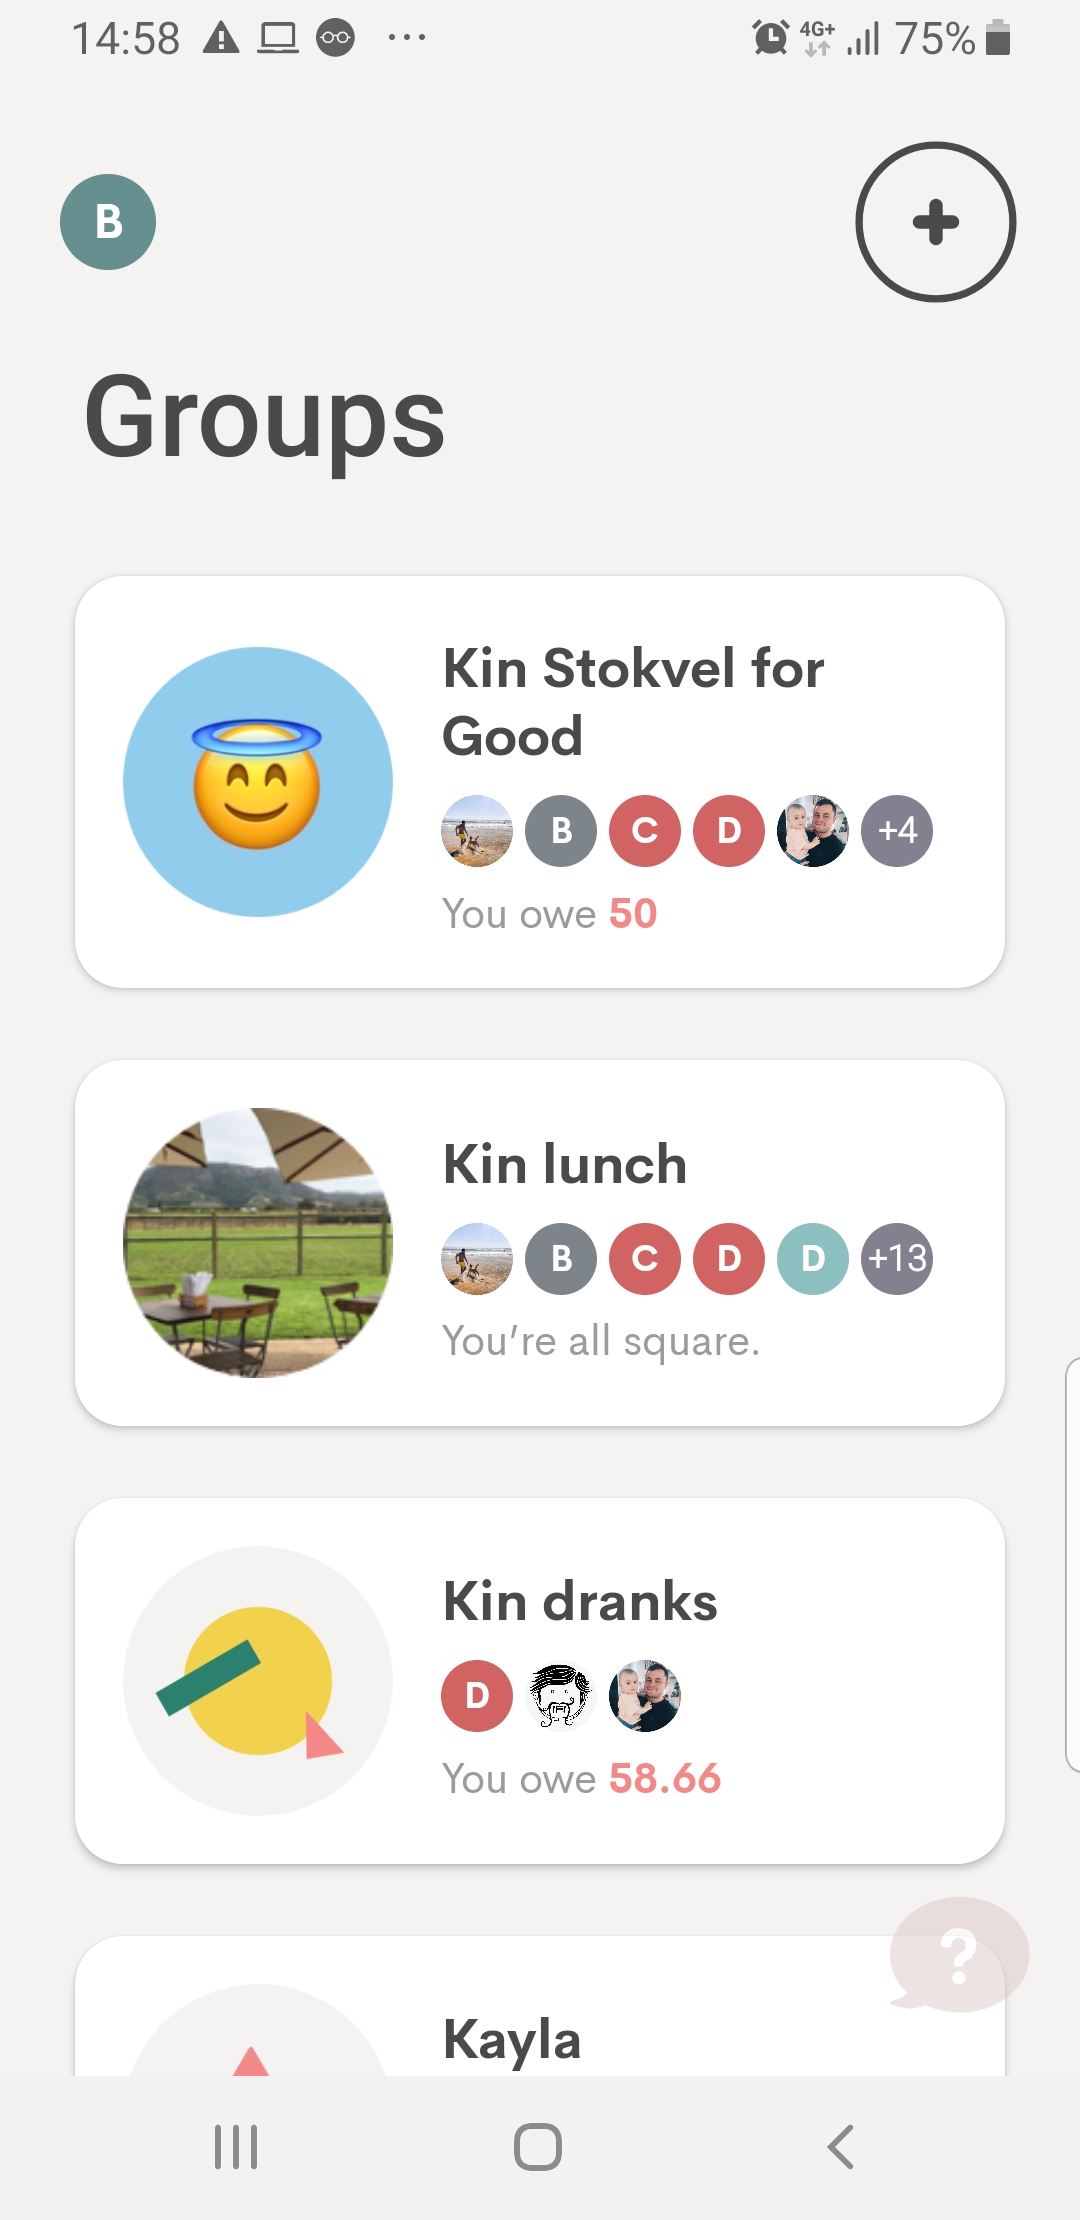 14:58 4G+ 75%
B
Groups
Kin Stokvel for
Good
B C D +4
You owe 50
Kin lunch
B C D D +13
You're all square.
Kin dranks
D
You owe 58.66
?
Kayla